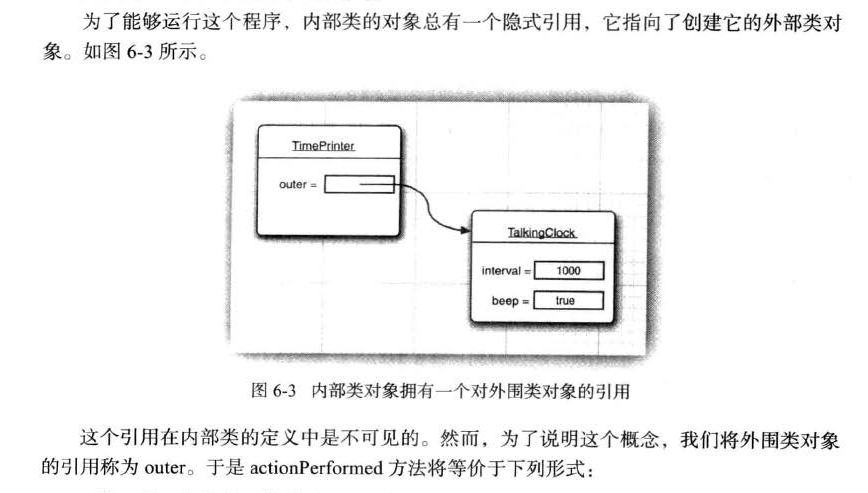 为了能够运行这个程序，内部类的对象总有一个隐式引用，它指向了创建它的外部类对
象。如图 6-3 所示。
TimePrinter
outer =
TalkingClock
interval = 1000
beep = true
图 6-3 内部类对象拥有一个对外围类对象的引用
这个引用在内部类的定义中是不可见的。然而，为了说明这个概念，我们将外围类对象
的引用称为 outer。于是 actionPerformed 方法将等价于下列形式：